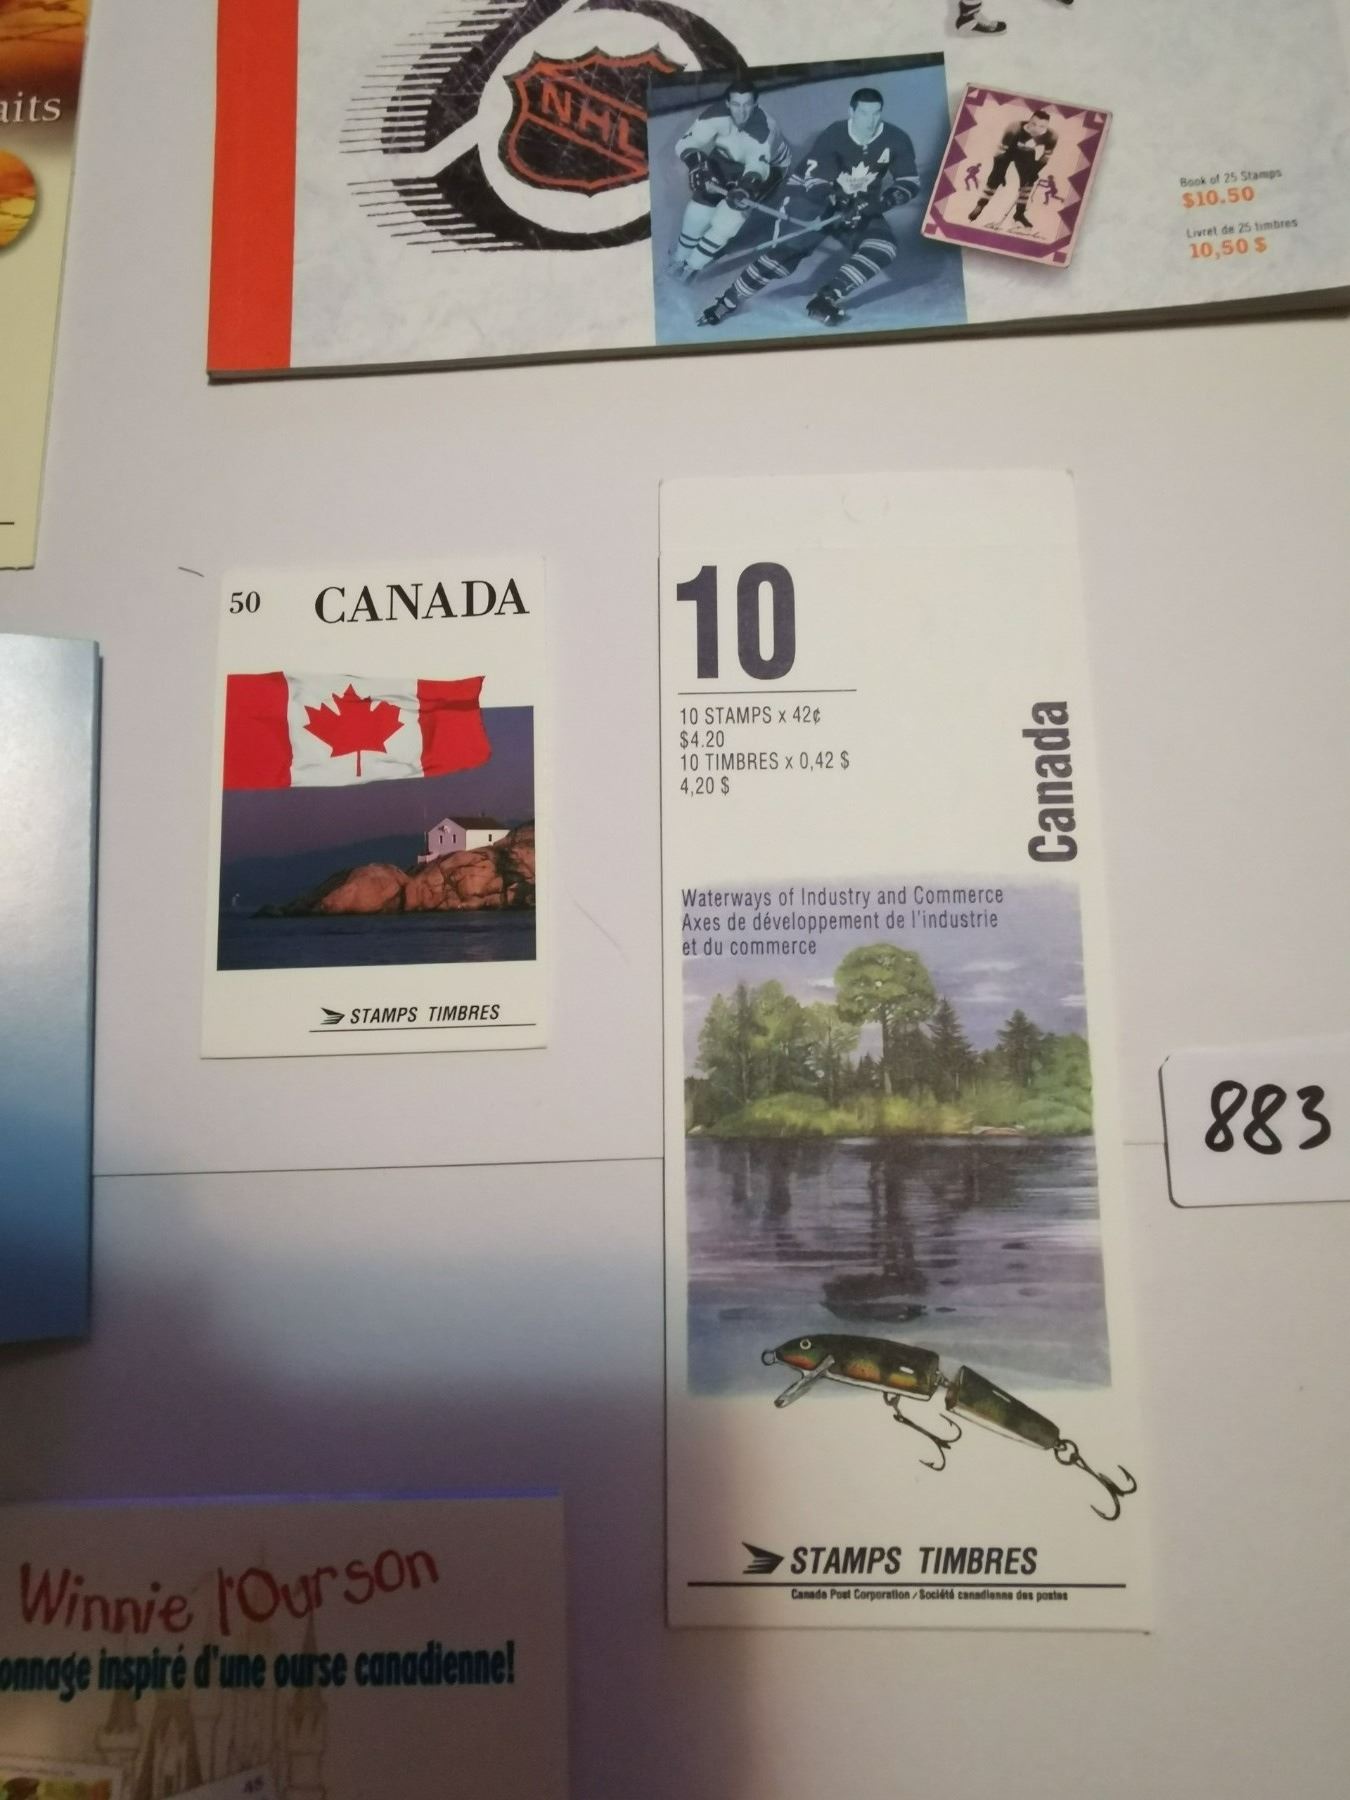 aits
NHL
Book of 25 Stamps
$10.50
Livret de 25 timbres
10,50 $
50 CANADA
STAMPS TIMBRES
10
10 STAMPS x 42¢
$4.20
10 TIMBRES x 0,42 $
4,20 $
Canada
Waterways of Industry and Commerce
Axes de développement de l'industrie
et du commerce
STAMPS TIMBRES
Canada Post Corporation / Société canadienne des postes
883
Winnie l'Ourson
onnage inspiré d'une ourse canadienne!